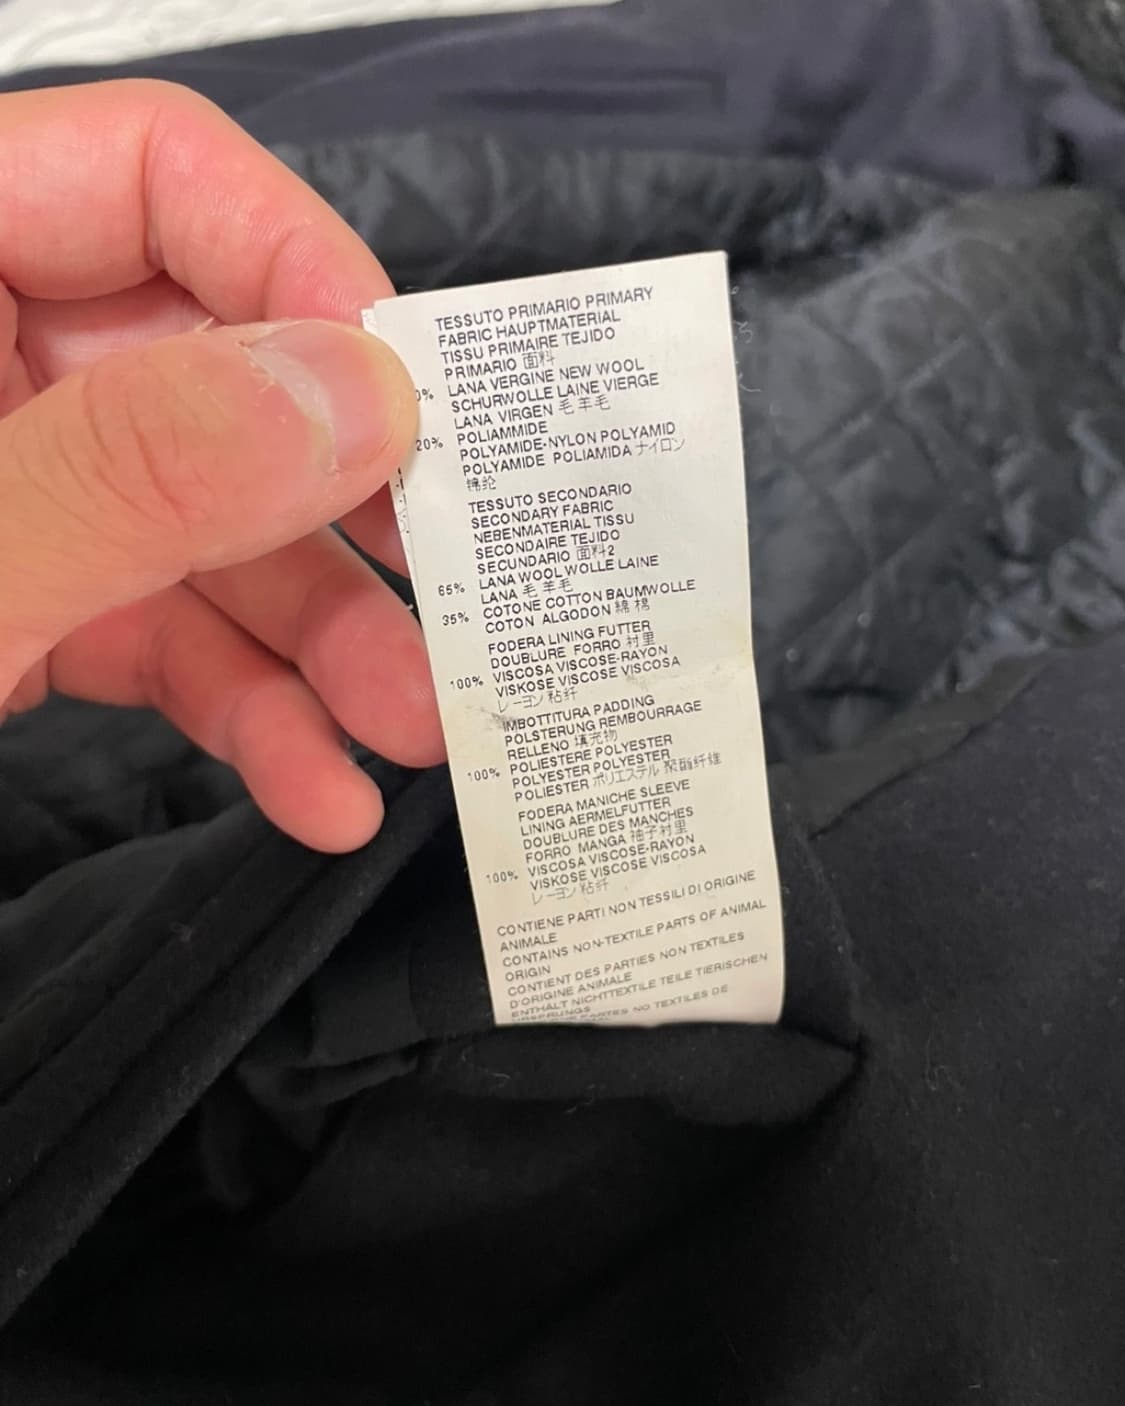 TESSUTO PRIMARIO PRIMARY
FABRIC HAUPTMATERIAL
TISSU PRIMAIRE TEJIDO
PRIMARIO 面料
0% LANA VERGINE NEW WOOL
SCHURWOLLE LAINE VIERGE
LANA VIRGEN 毛 羊毛
20% POLIAMMIDE
POLYAMIDE-NYLON POLYAMID
POLYAMIDE POLIAMIDA ナイロン
锦纶
TESSUTO SECONDARIO
SECONDARY FABRIC
NEBENMATERIAL TISSU
SECONDAIRE TEJIDO
SECUNDARIO 面料2
65% LANA WOOL WOLLE LAINE
LANA 毛 羊毛
35% COTONE COTTON BAUMWOLLE
COTON ALGODON 綿 棉
FODERA LINING FUTTER
DOUBLURE FORRO 衬里
100% VISCOSA VISCOSE-RAYON
VISKOSE VISCOSE VISCOSA
レーヨン 粘纤
IMBOTTITURA PADDING
POLSTERUNG REMBOURRAGE
RELLENO 填充物
100% POLIESTERE POLYESTER
POLYESTER POLYESTER
POLIESTER ポリエステル 聚酯纤维
FODERA MANICHE SLEEVE
LINING AERMELFUTTER
DOUBLURE DES MANCHES
FORRO MANGA 袖子衬里
100% VISCOSA VISCOSE-RAYON
VISKOSE VISCOSE VISCOSA
レーヨン 粘纤
CONTIENE PARTI NON TESSILI DI ORIGINE
ANIMALE
CONTAINS NON-TEXTILE PARTS OF ANIMAL
ORIGIN
CONTIENT DES PARTIES NON TEXTILES
D'ORIGINE ANIMALE
ENTHÄLT NICHTTEXTILE TEILE TIERISCHEN
URSPRUNGS
PARTES NO TEXTILES DE